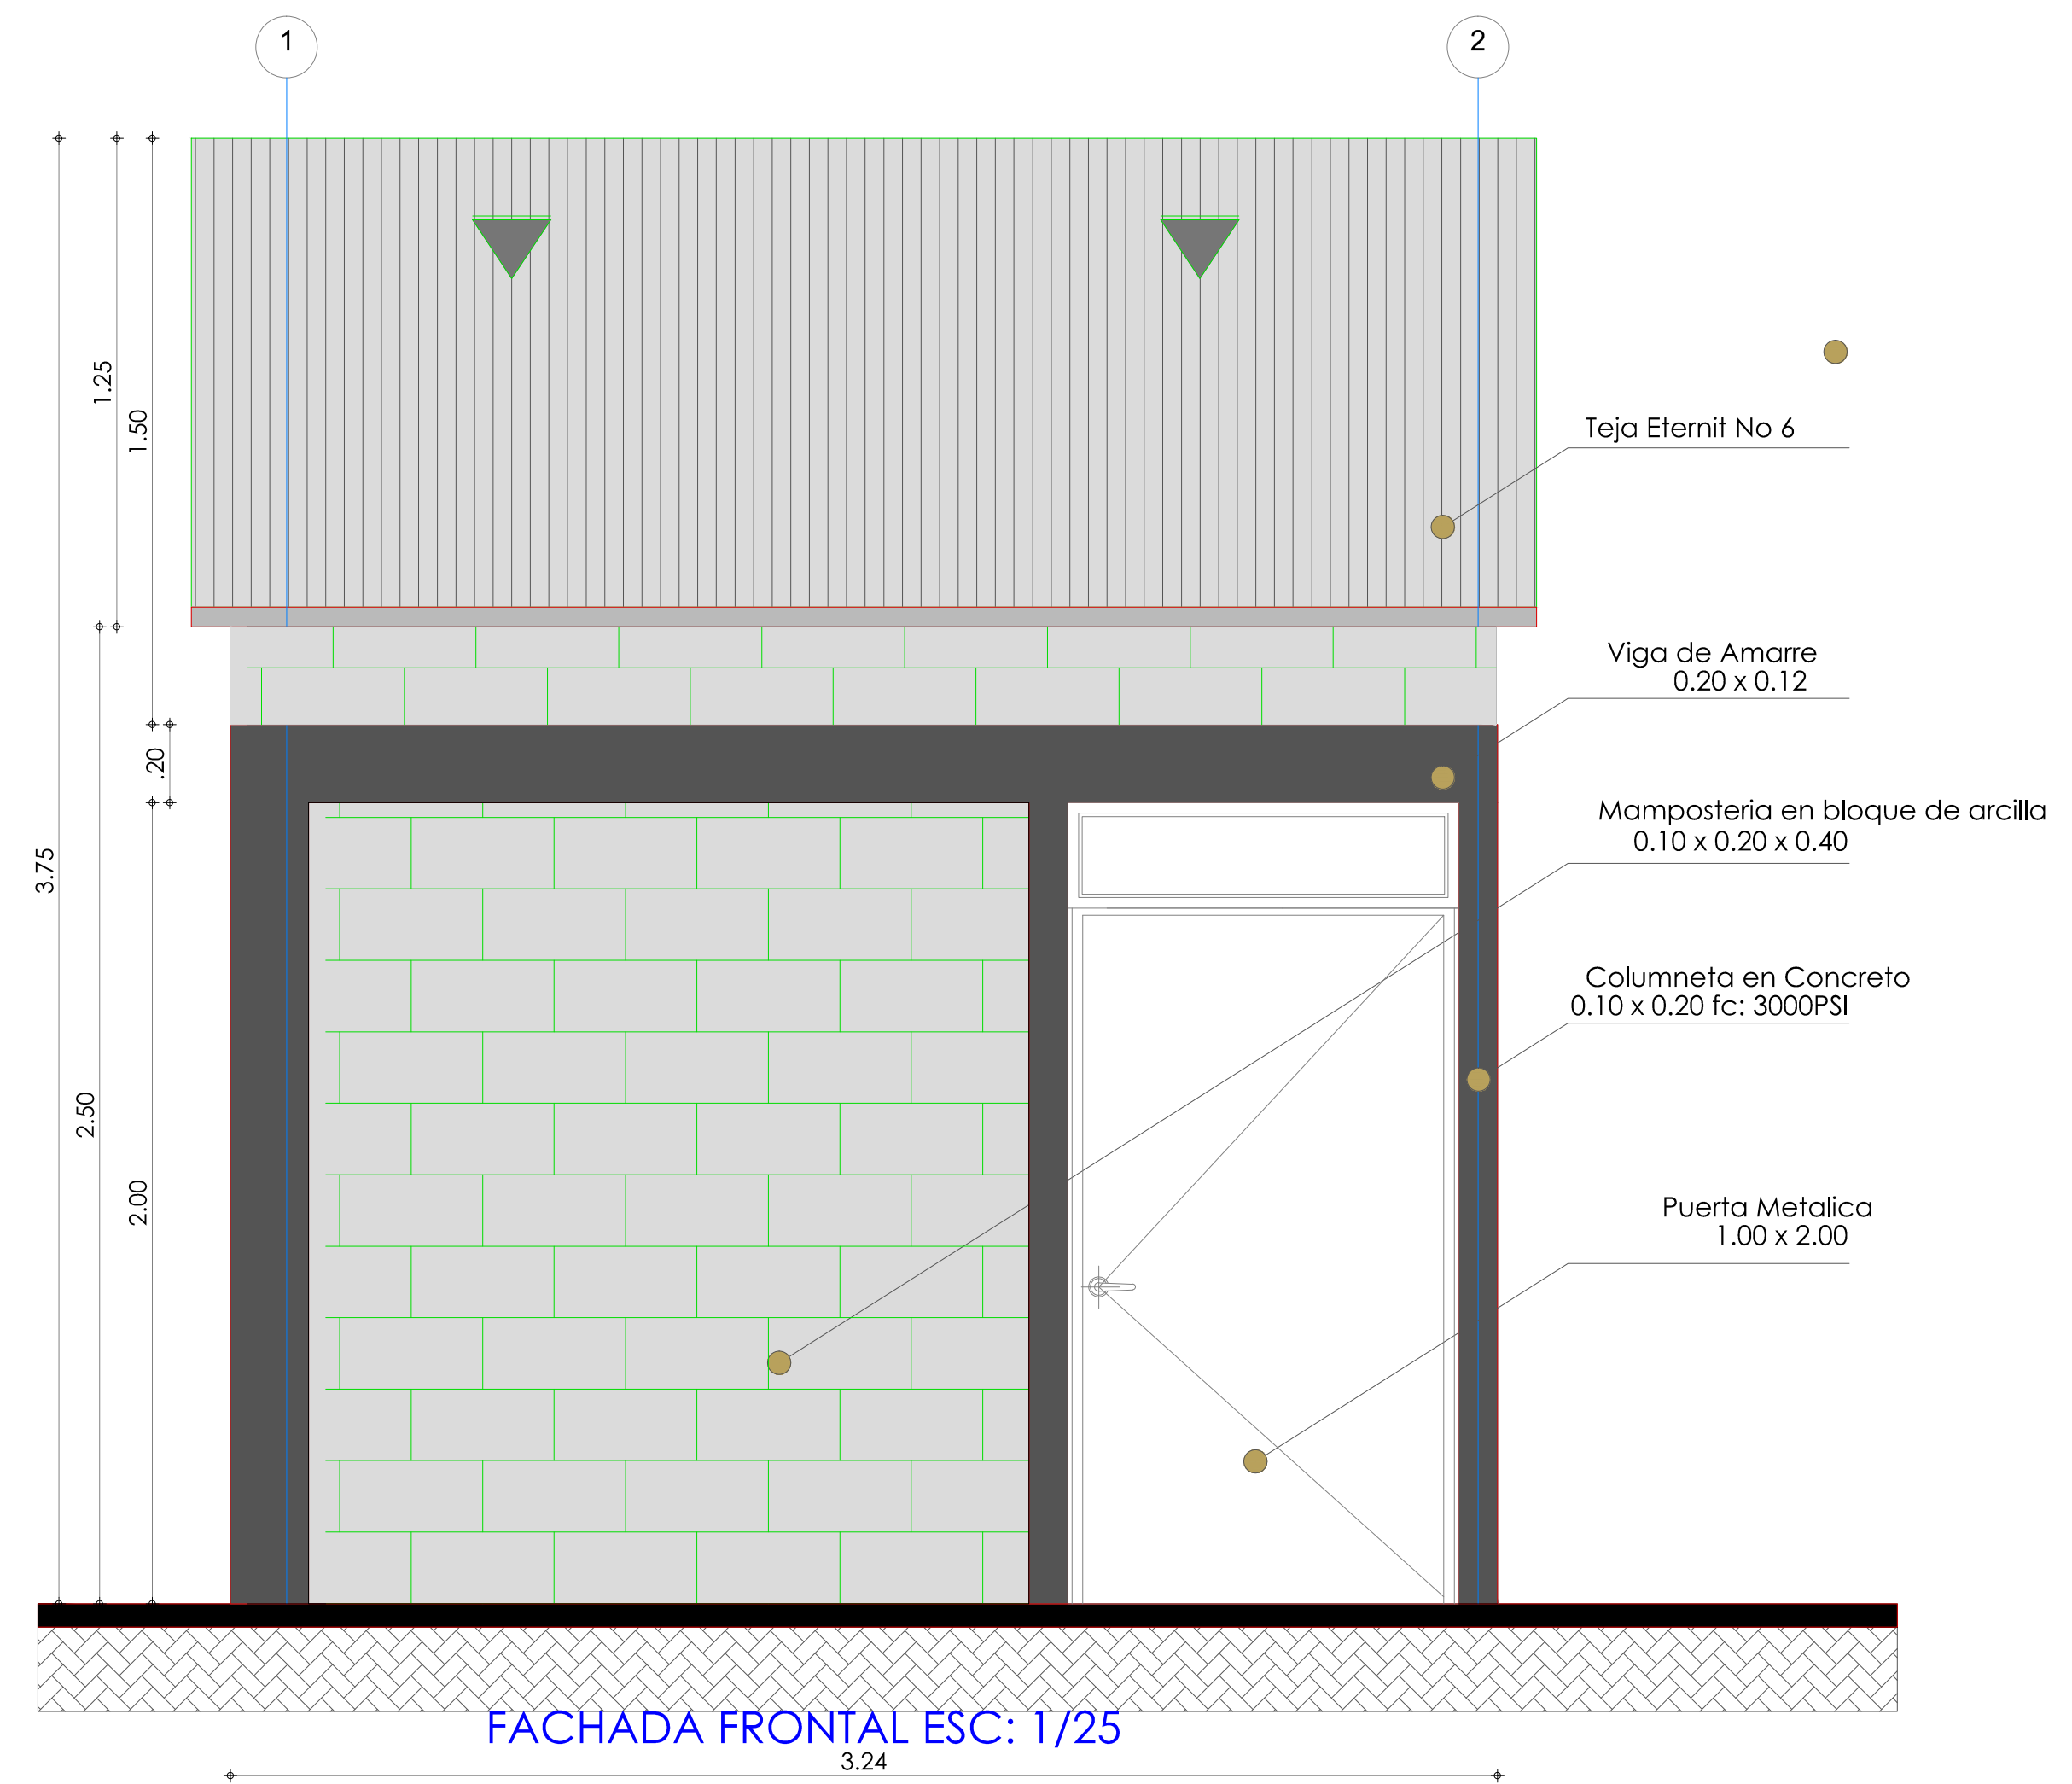 1
2
1.25
1.50
Teja Eternit No 6
Viga de Amarre
0.20 x 0.12
.20
Mamposteria en bloque de arcilla
0.10 x 0.20 x 0.40
3.75
Columneta en Concreto
0.10 x 0.20 fc: 3000PSI
2.50
2.00
Puerta Metalica
1.00 x 2.00
FACHADA FRONTAL ESC: 1/25
3.24